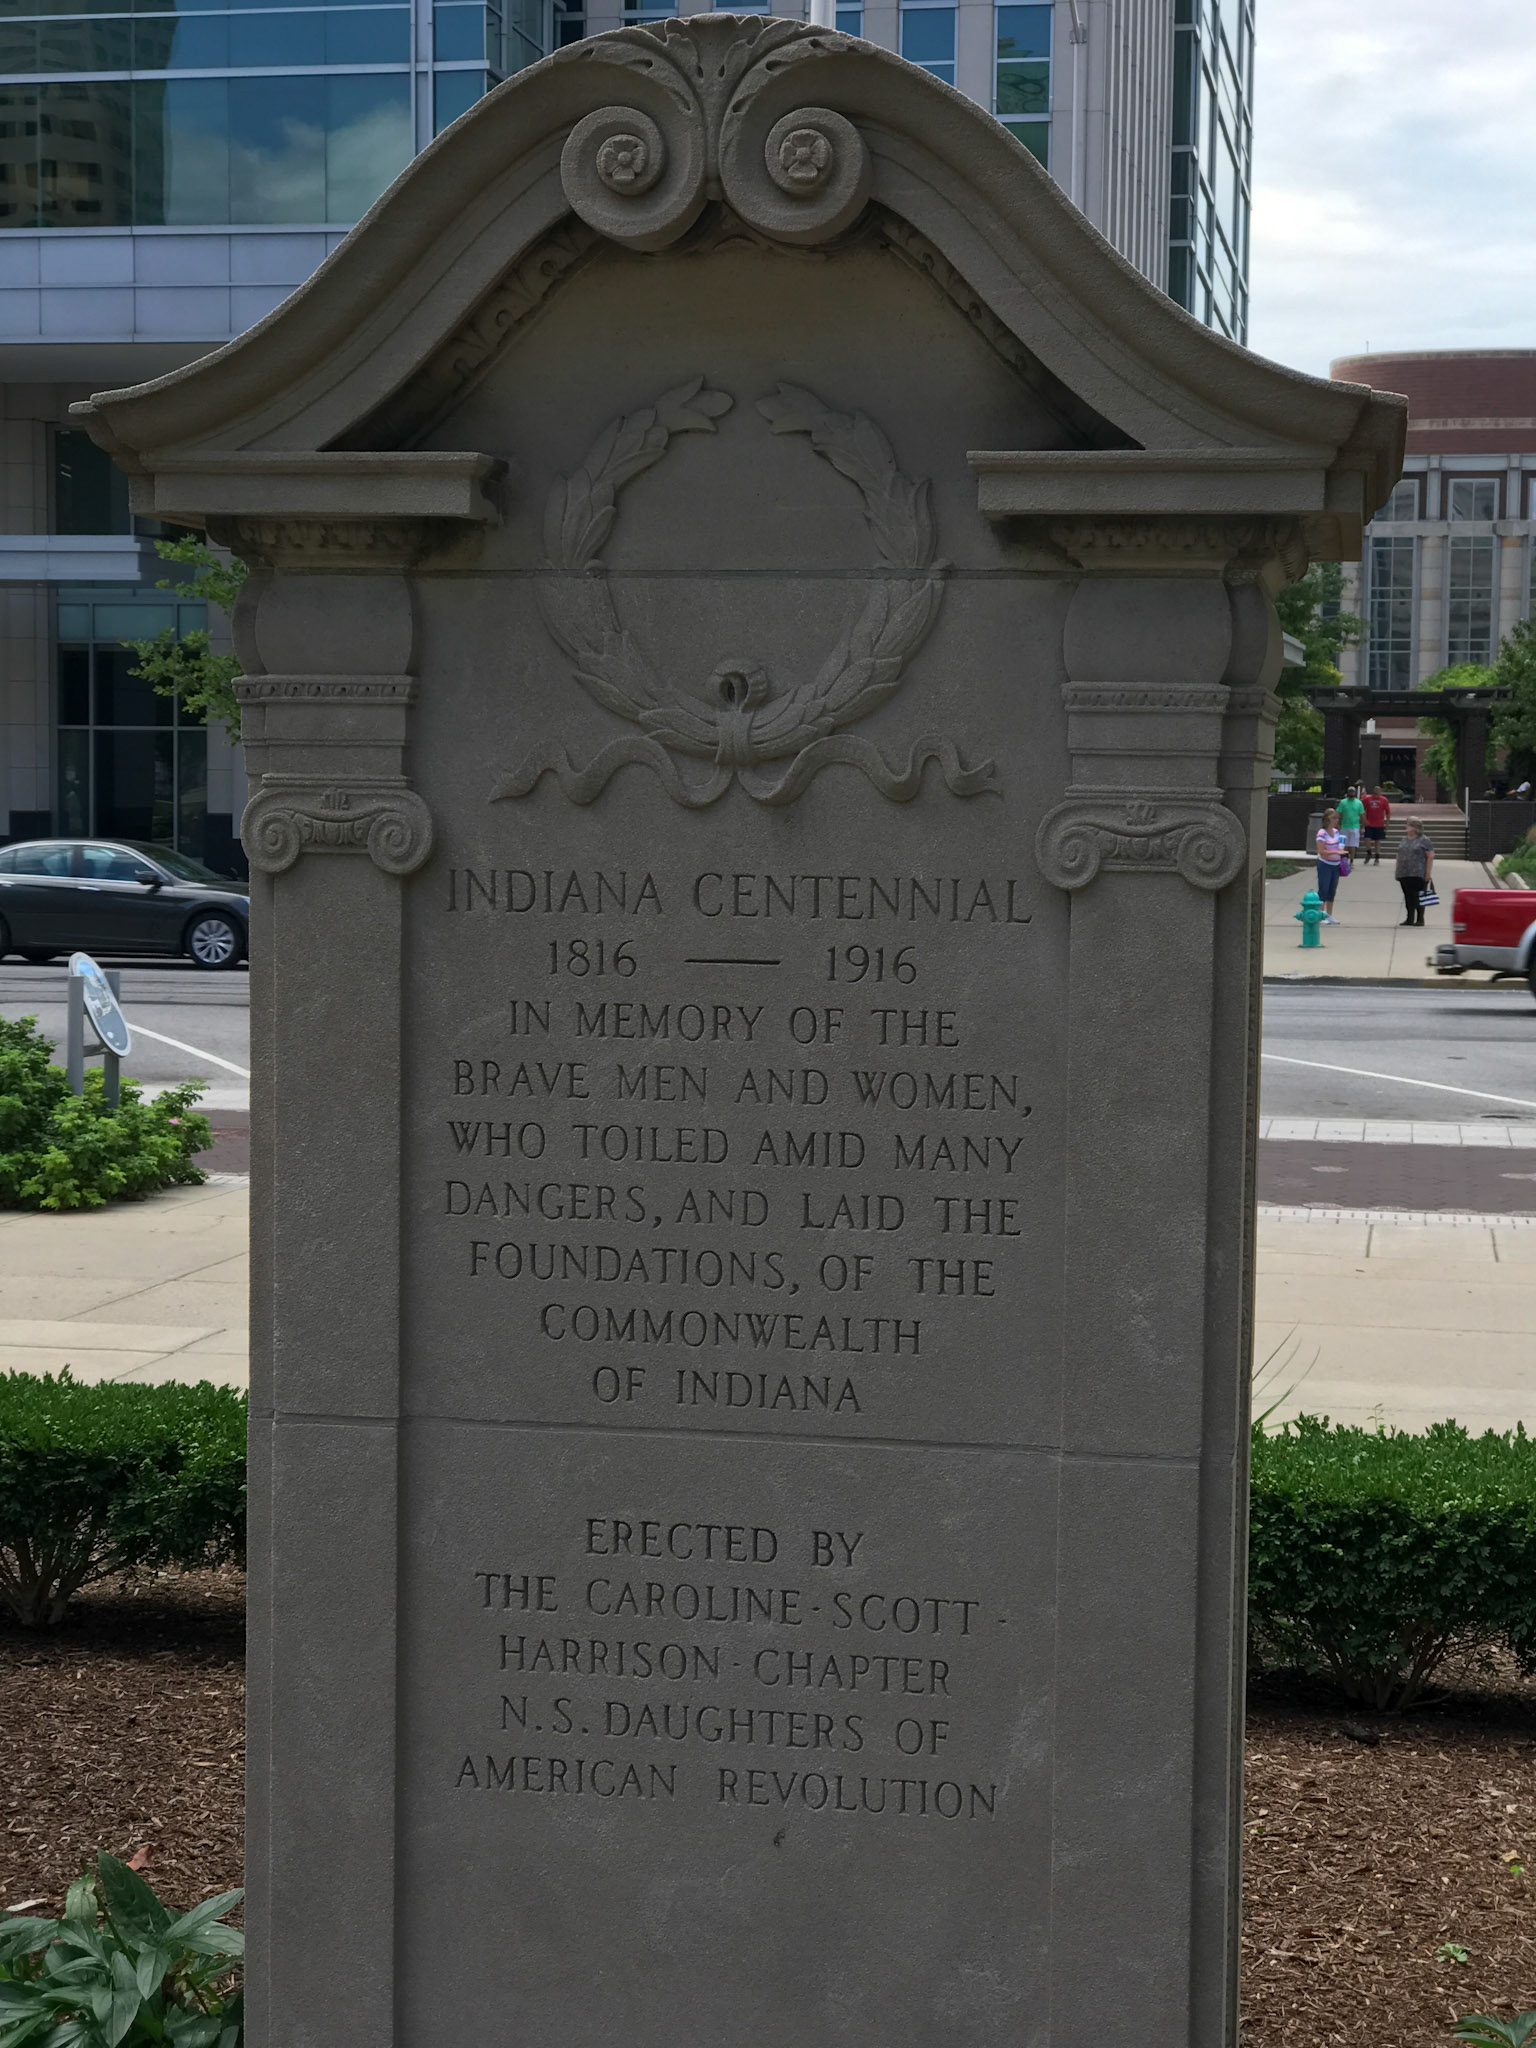 INDIANA CENTENNIAL
1816 — 1916
IN MEMORY OF THE
BRAVE MEN AND WOMEN,
WHO TOILED AMID MANY
DANGERS, AND LAID THE
FOUNDATIONS, OF THE
COMMONWEALTH
OF INDIANA
ERECTED BY
THE CAROLINE-SCOTT-
HARRISON-CHAPTER
N.S. DAUGHTERS OF
AMERICAN REVOLUTION